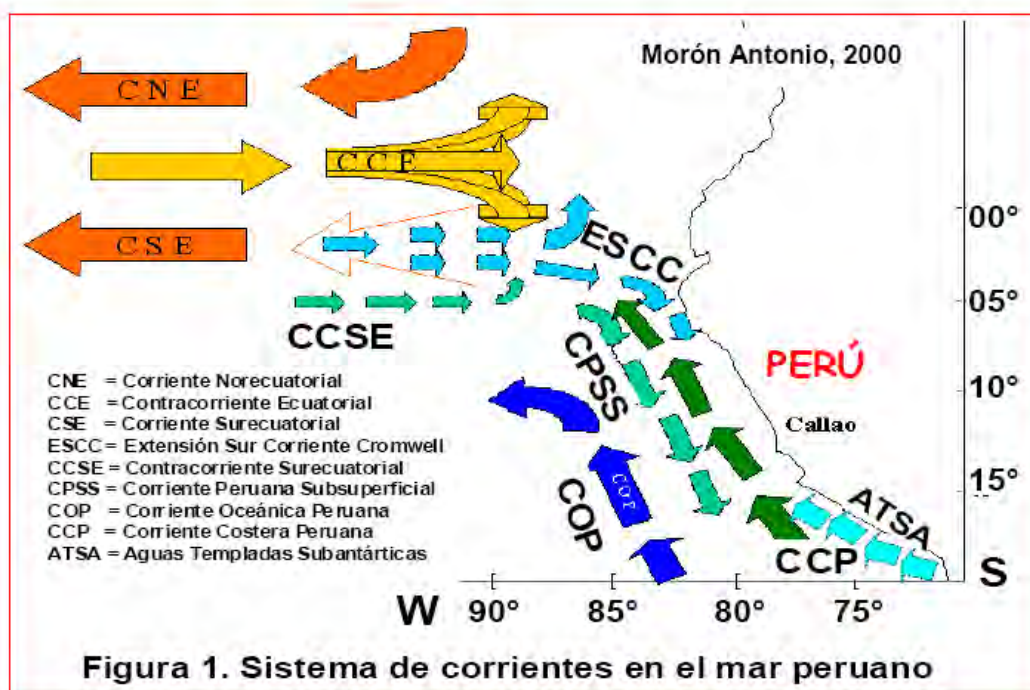 Morón Antonio, 2000
C N E
C C E
C S E
00°
ESCC
05°
CCSE
CPSS
PERÚ
CNE = Corriente Norecuatorial
CCE = Contracorriente Ecuatorial
CSE = Corriente Surecuatorial
ESCC = Extensión Sur Corriente Cromwell
CCSE = Contracorriente Surecuatorial
CPSS = Corriente Peruana Subsuperficial
COP = Corriente Oceánica Peruana
CCP = Corriente Costera Peruana
ATSA = Aguas Templadas Subantárticas
10°
Callao
15°
COP
COP
ATSA
CCP
S
W
90°
85°
80°
75°
Figura 1. Sistema de corrientes en el mar peruano